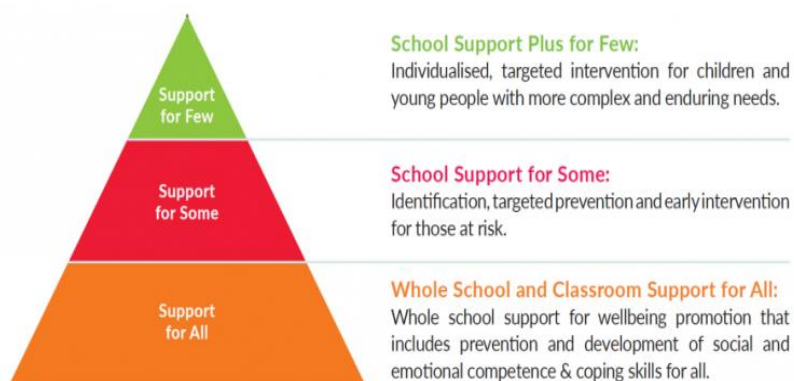 Support
for Few
School Support Plus for Few:
Individualised, targeted intervention for children and
young people with more complex and enduring needs.
Support
for Some
School Support for Some:
Identification, targeted prevention and early intervention
for those at risk.
Support
for All
Whole School and Classroom Support for All:
Whole school support for wellbeing promotion that
includes prevention and development of social and
emotional competence & coping skills for all.